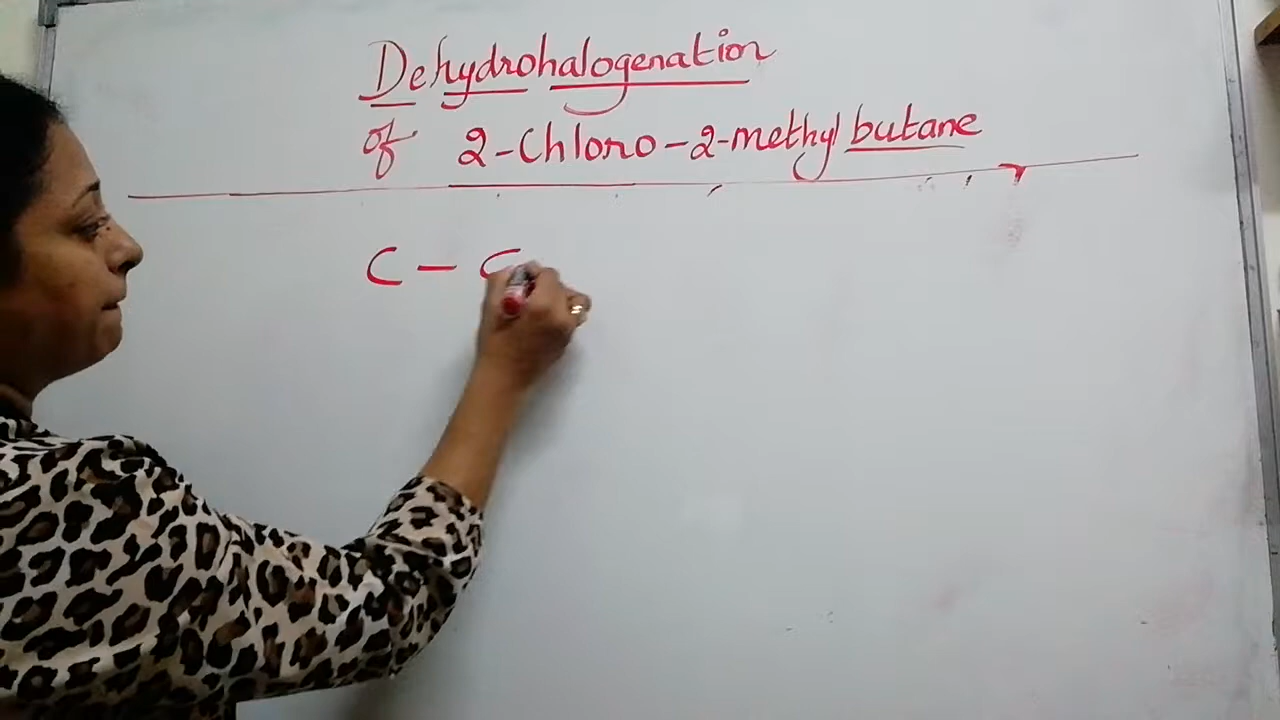 Dehydrohalogenation
of 2-Chloro-2-methyl butane
C - C